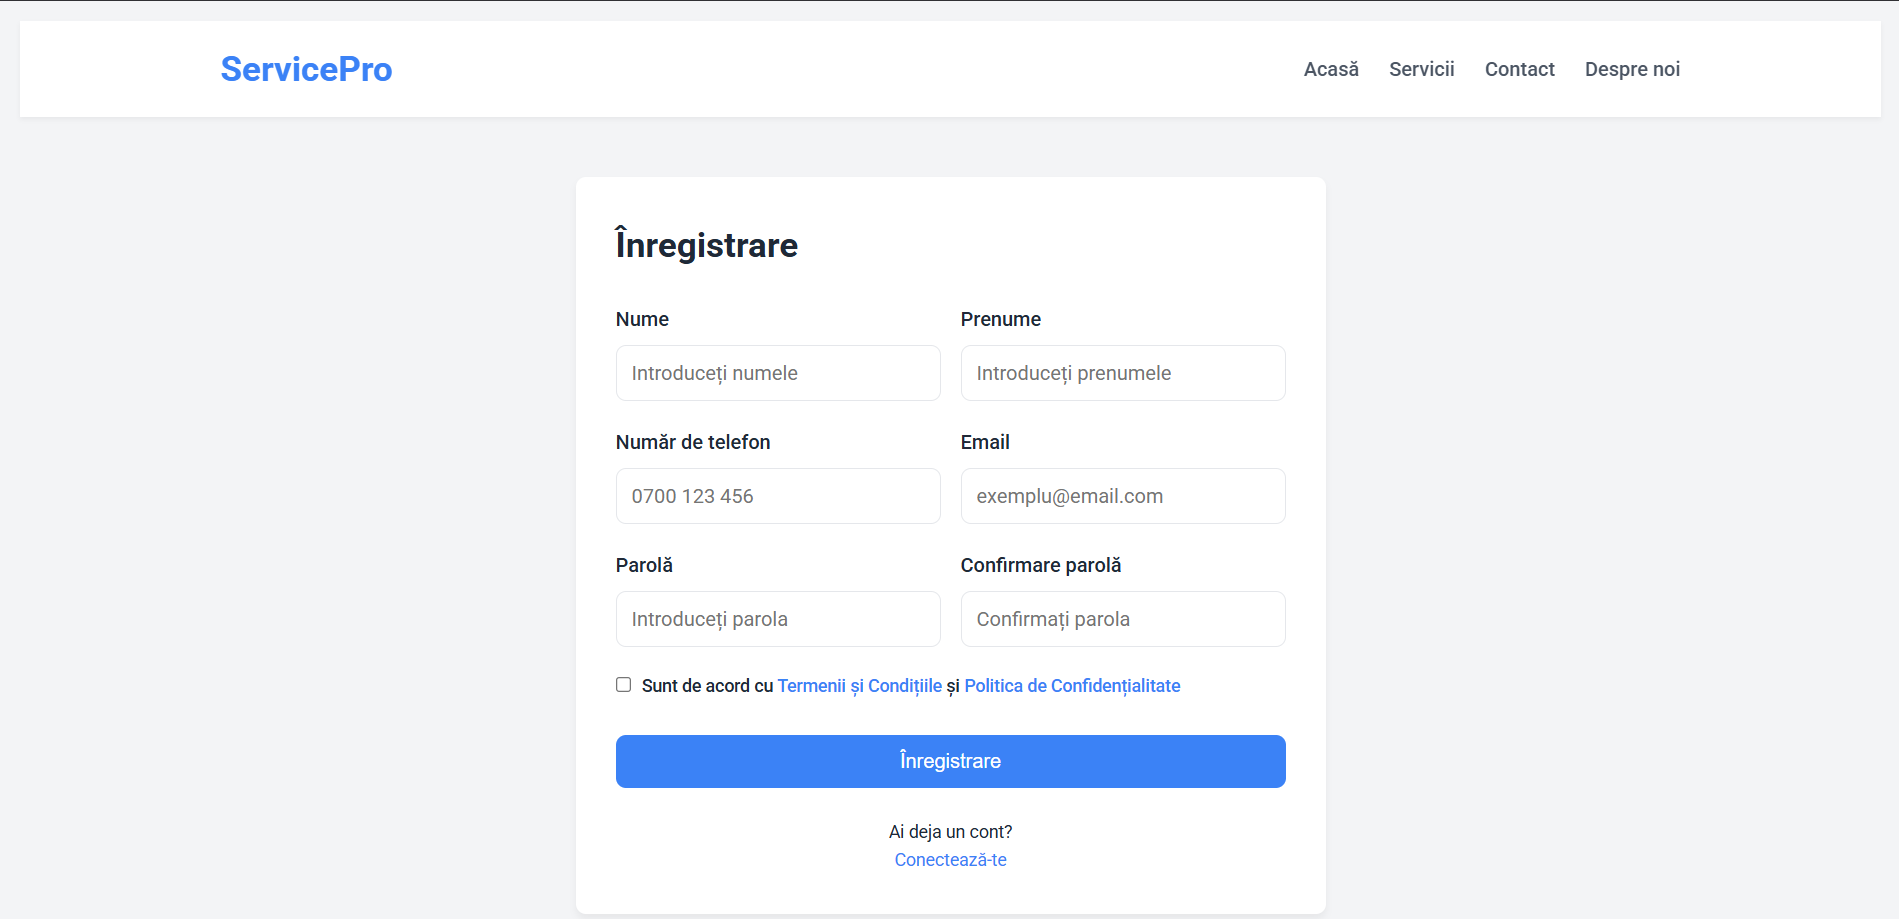 ServicePro
Acasă Servicii Contact Despre noi
Înregistrare
Nume Prenume
Introduceți numele Introduceți prenumele
Număr de telefon Email
0700 123 456 exemplu@email.com
Parolă Confirmare parolă
Introduceți parola Confirmați parola
Sunt de acord cu Termenii și Condițiile și Politica de Confidențialitate
Înregistrare
Ai deja un cont?
Conectează-te